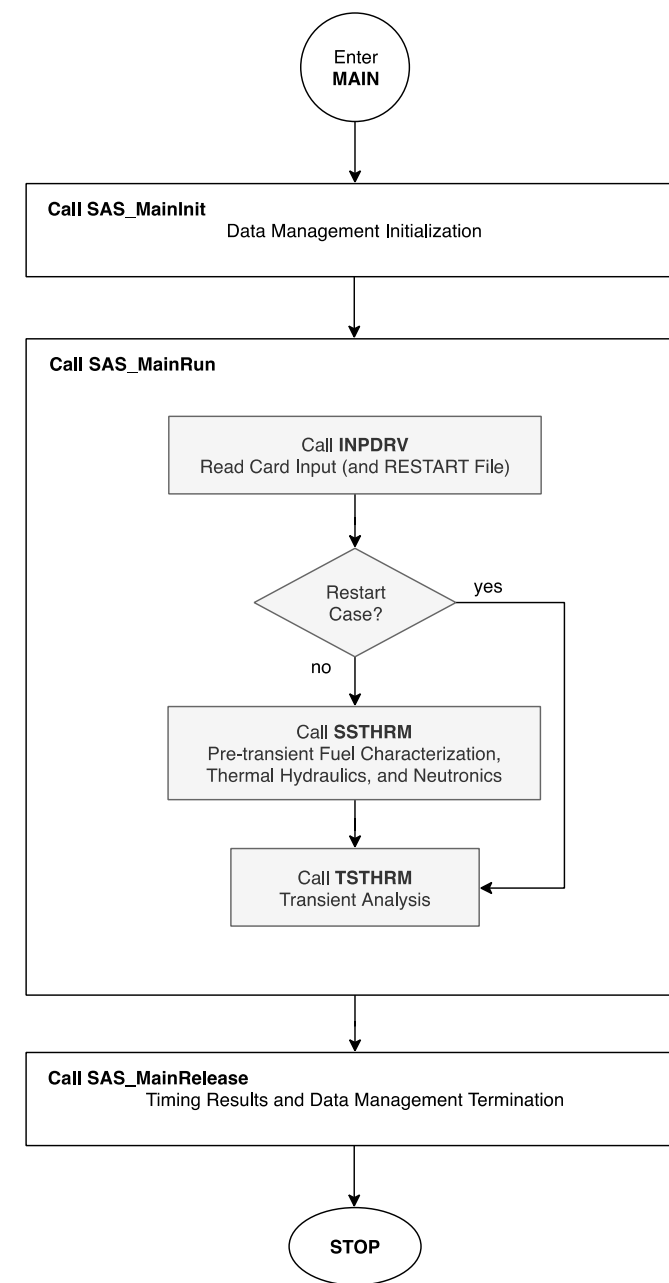 Enter
MAIN
Call SAS_MainInit
Data Management Initialization
Call SAS_MainRun
Call INPDRV
Read Card Input (and RESTART File)
Restart
Case?
yes
no
Call SSTHRM
Pre-transient Fuel Characterization,
Thermal Hydraulics, and Neutronics
Call TSTHRM
Transient Analysis
Call SAS_MainRelease
Timing Results and Data Management Termination
STOP